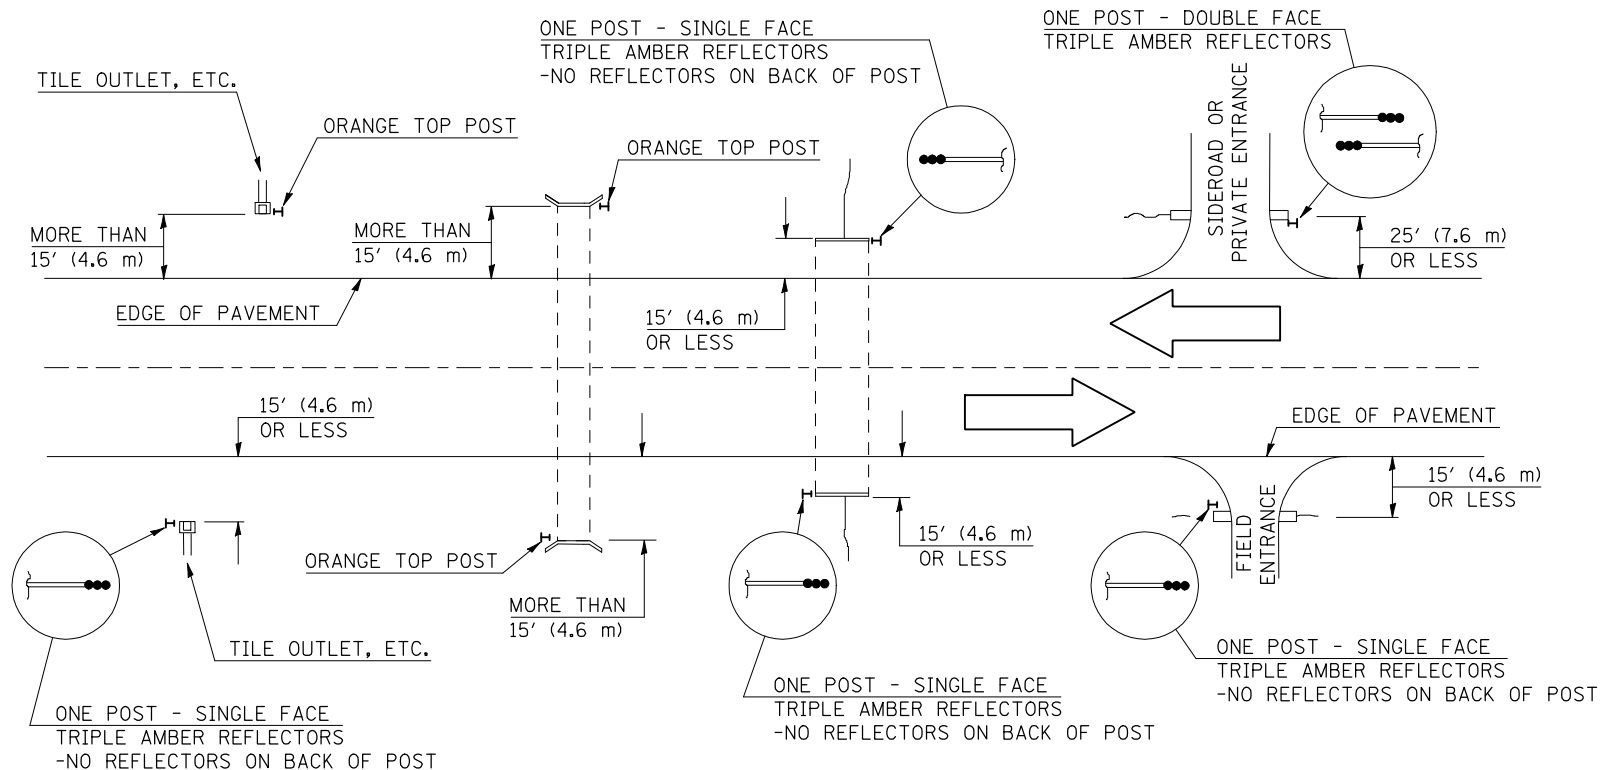 ONE POST - SINGLE FACE
TRIPLE AMBER REFLECTORS
-NO REFLECTORS ON BACK OF POST
ONE POST - DOUBLE FACE
TRIPLE AMBER REFLECTORS
TILE OUTLET, ETC.
ORANGE TOP POST
ORANGE TOP POST
SIDEROAD OR
PRIVATE ENTRANCE
MORE THAN
15' (4.6 m)
MORE THAN
15' (4.6 m)
25' (7.6 m)
OR LESS
EDGE OF PAVEMENT
15' (4.6 m)
OR LESS
15' (4.6 m)
OR LESS
EDGE OF PAVEMENT
15' (4.6 m)
OR LESS
FIELD
ENTRANCE
15' (4.6 m)
OR LESS
ORANGE TOP POST
MORE THAN
15' (4.6 m)
TILE OUTLET, ETC.
ONE POST - SINGLE FACE
TRIPLE AMBER REFLECTORS
-NO REFLECTORS ON BACK OF POST
ONE POST - SINGLE FACE
TRIPLE AMBER REFLECTORS
-NO REFLECTORS ON BACK OF POST
ONE POST - SINGLE FACE
TRIPLE AMBER REFLECTORS
-NO REFLECTORS ON BACK OF POST